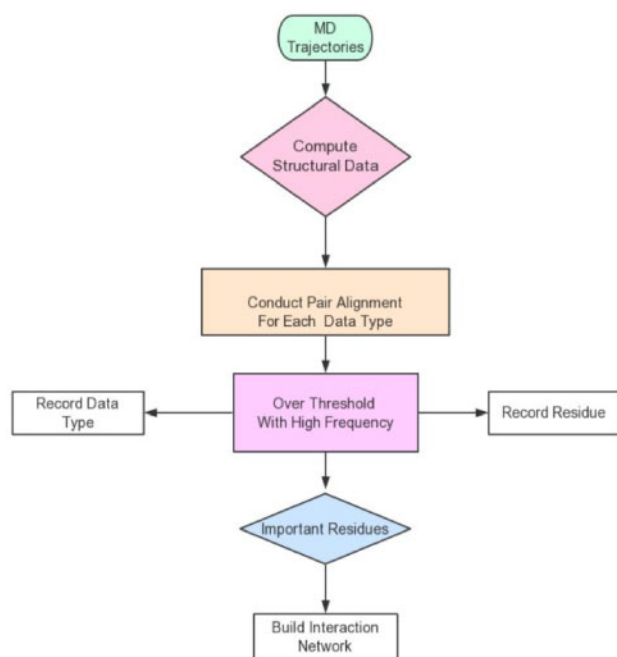 MD
Trajectories
Compute
Structural Data
Conduct Pair Alignment
For Each Data Type
Record Data
Type
Over Threshold
With High Frequency
Record Residue
Important Residues
Build Interaction
Network